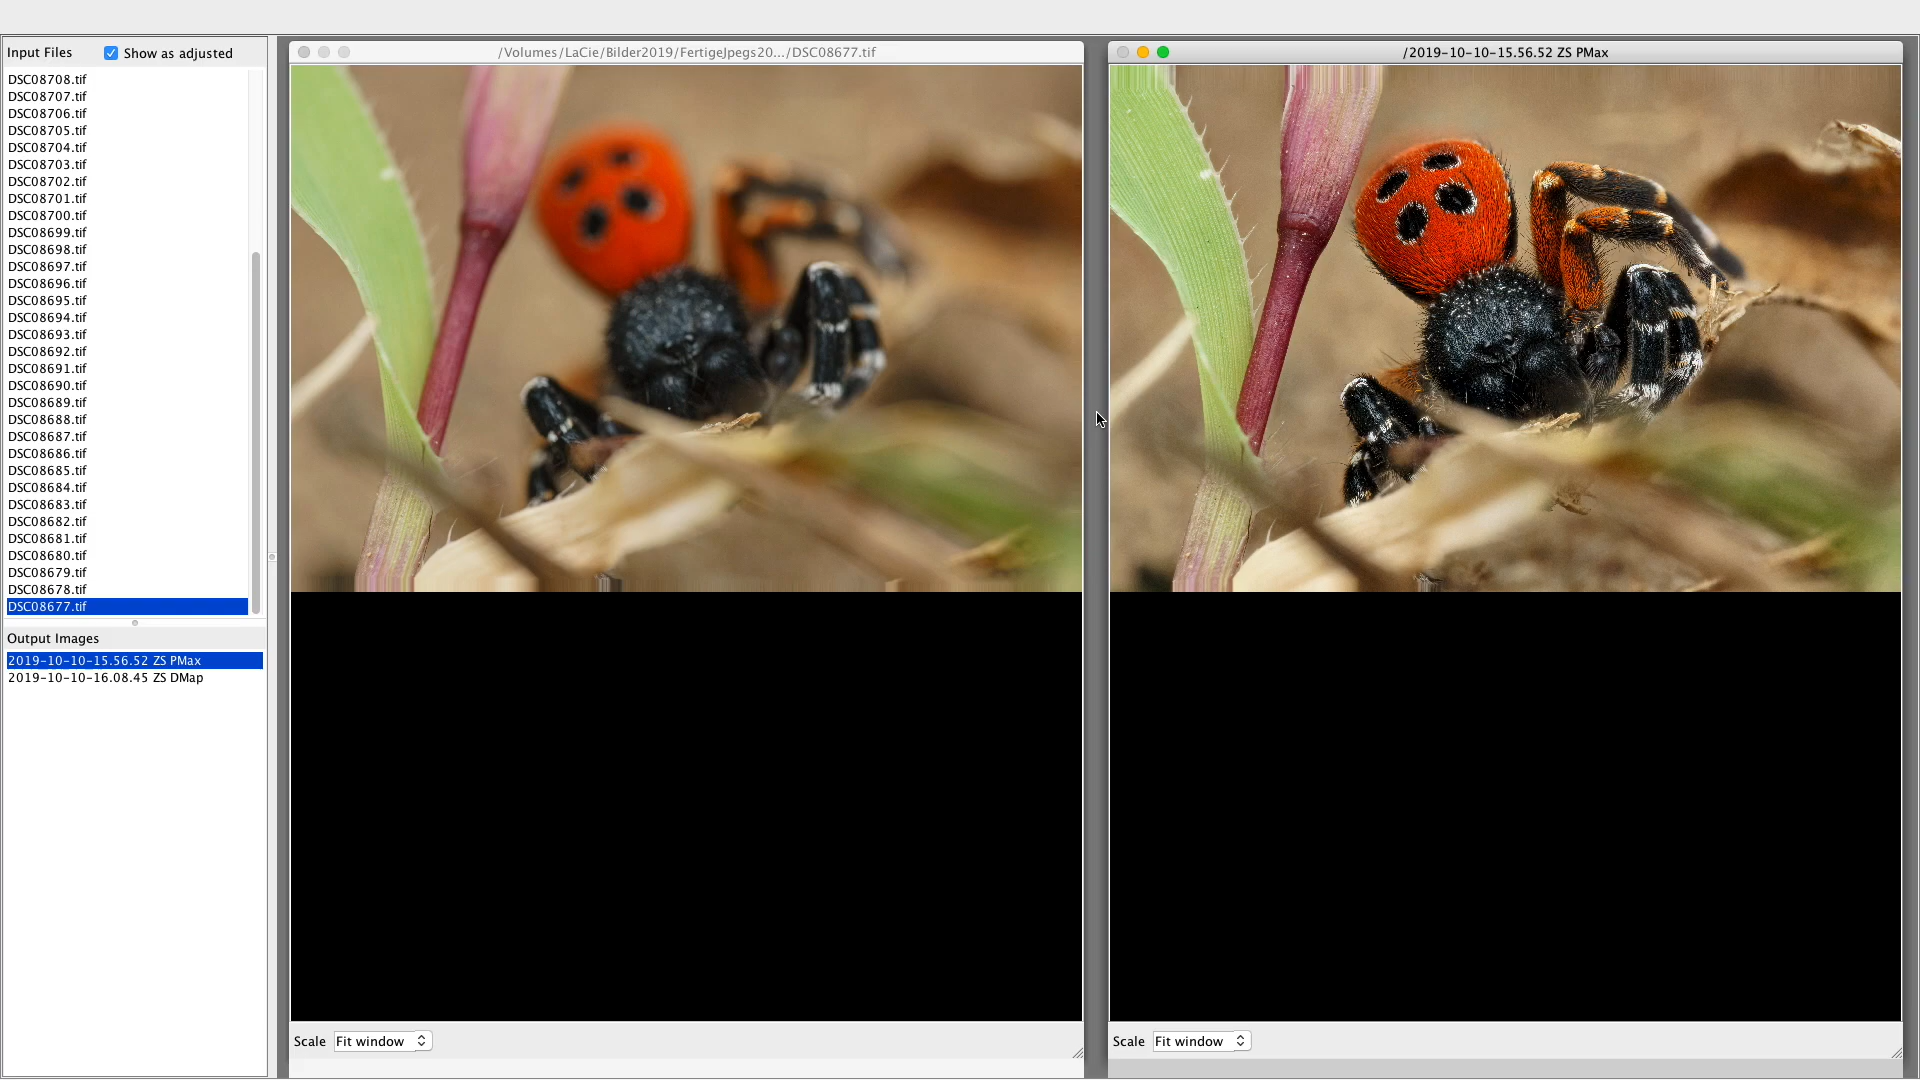 Input Files
Show as adjusted
DSC08708.tif
DSC08707.tif
DSC08706.tif
DSC08705.tif
DSC08704.tif
DSC08703.tif
DSC08702.tif
DSC08701.tif
DSC08700.tif
DSC08699.tif
DSC08698.tif
DSC08697.tif
DSC08696.tif
DSC08695.tif
DSC08694.tif
DSC08693.tif
DSC08692.tif
DSC08691.tif
DSC08690.tif
DSC08689.tif
DSC08688.tif
DSC08687.tif
DSC08686.tif
DSC08685.tif
DSC08684.tif
DSC08683.tif
DSC08682.tif
DSC08681.tif
DSC08680.tif
DSC08679.tif
DSC08678.tif
DSC08677.tif
Output Images
2019-10-10-15.56.52 ZS PMax
2019-10-10-16.08.45 ZS DMap
/Volumes/LaCie/Bilder2019/FertigeJpegs20.../DSC08677.tif
Scale Fit window
/2019-10-10-15.56.52 ZS PMax
Scale Fit window